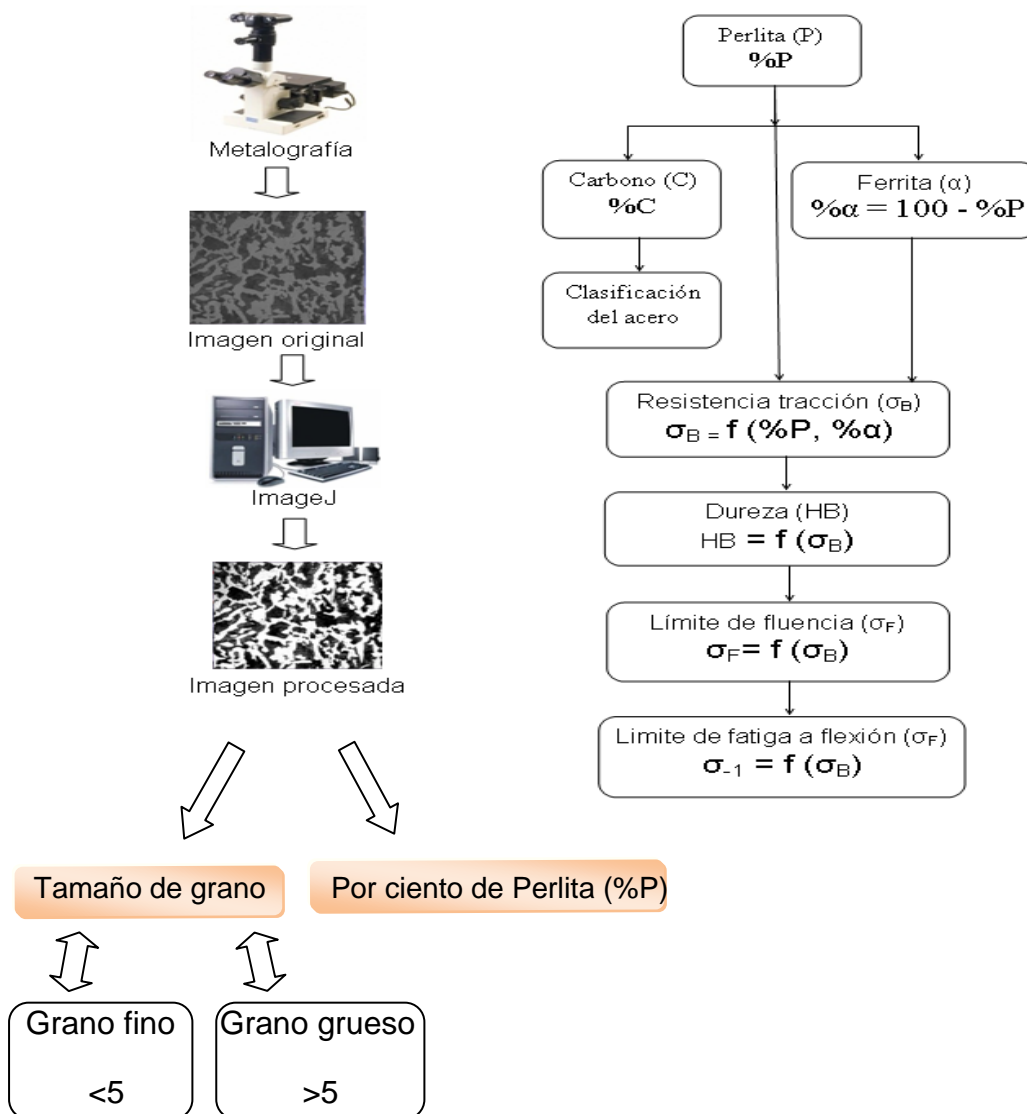 Metalografía
Imagen original
ImageJ
Imagen procesada
Tamaño de grano
Por ciento de Perlita (%P)
Grano fino
<5
Grano grueso
>5
Perlita (P)
%P
Carbono (C)
%C
Ferrita (α)
%α = 100 - %P
Clasificación
del acero
Resistencia tracción (σB)
σB = f (%P, %α)
Dureza (HB)
HB = f (σB)
Límite de fluencia (σF)
σF= f (σB)
Limite de fatiga a flexión (σF)
σ-1 = f (σB)